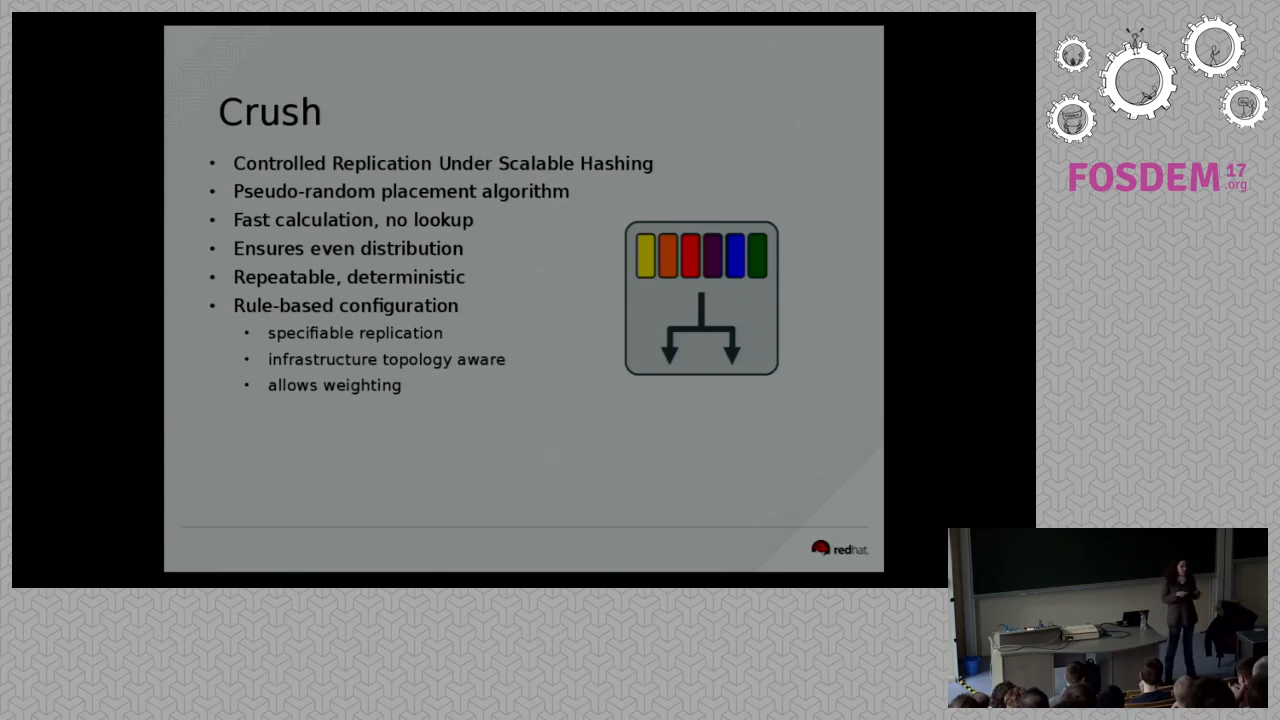 Crush
Controlled Replication Under Scalable Hashing
Pseudo-random placement algorithm
Fast calculation, no lookup
Ensures even distribution
Repeatable, deterministic
Rule-based configuration
specifiable replication
infrastructure topology aware
allows weighting
redhat.
FOSDEM 17
.org